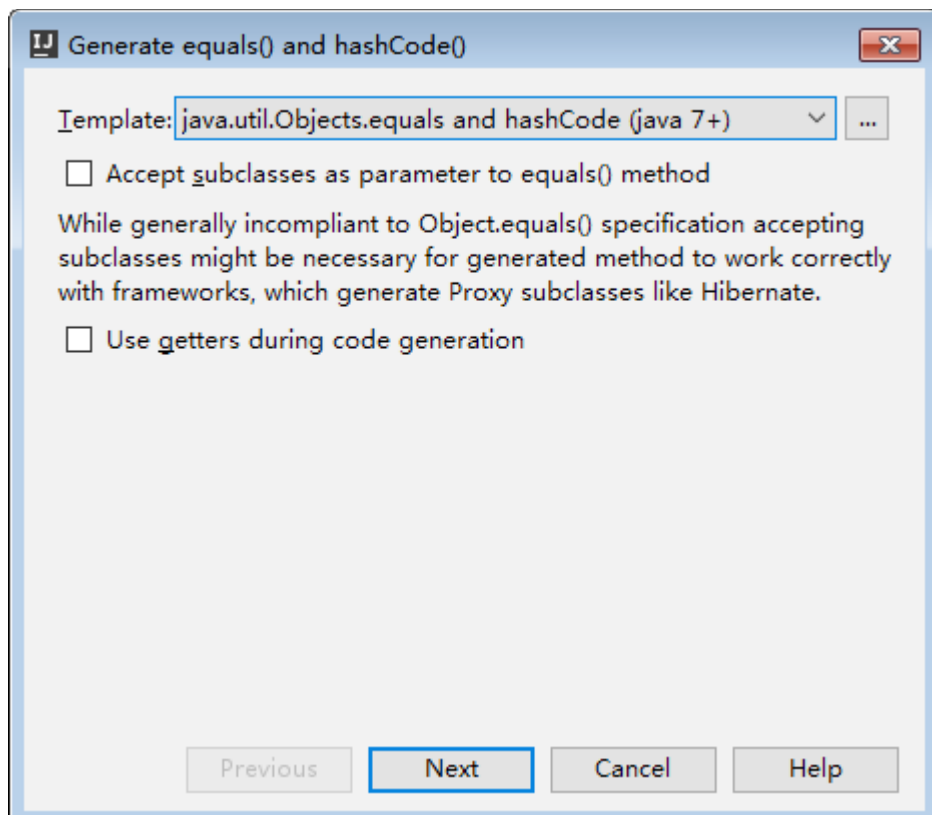 IJ Generate equals() and hashCode()
Template: java.util.Objects.equals and hashCode (java 7+) ...
Accept subclasses as parameter to equals() method
While generally incompliant to Object.equals() specification accepting
subclasses might be necessary for generated method to work correctly
with frameworks, which generate Proxy subclasses like Hibernate.
Use getters during code generation
Previous Next Cancel Help